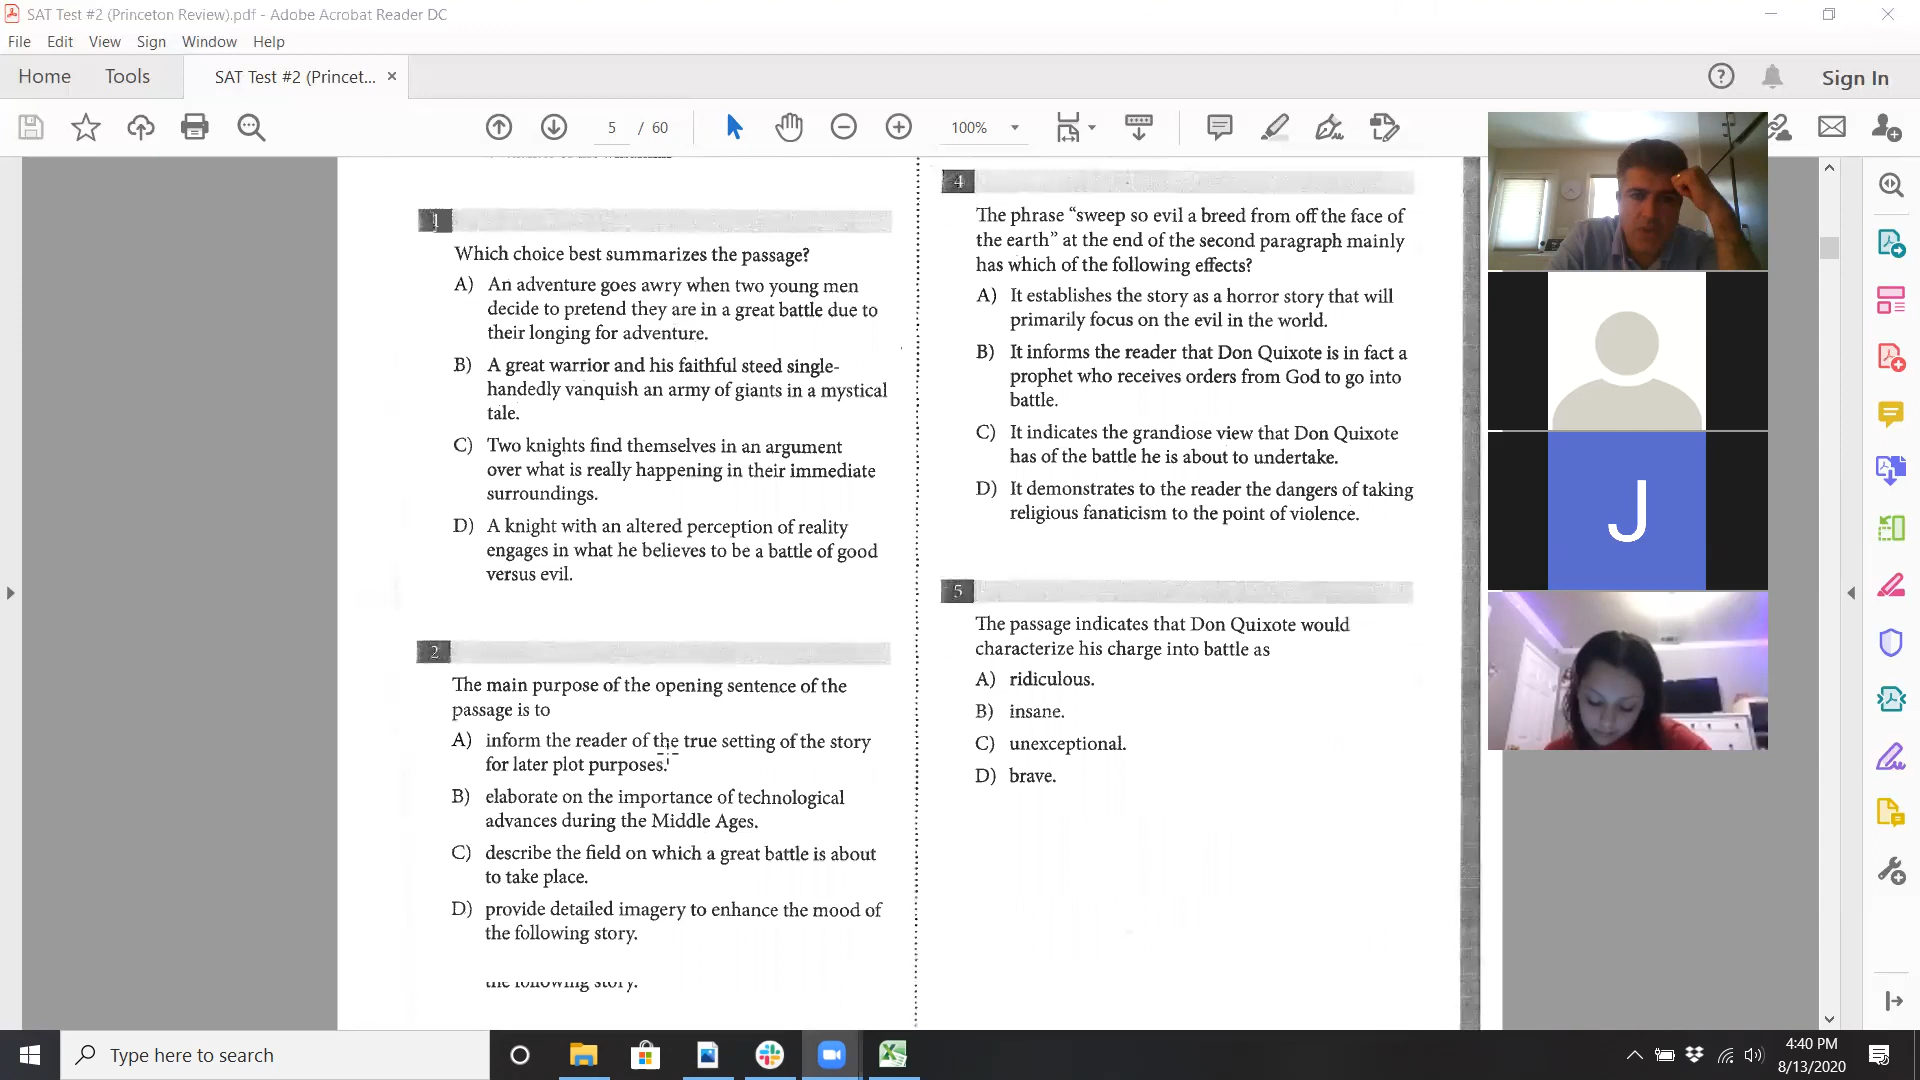 SAT Test #2 (Princeton Review).pdf - Adobe Acrobat Reader DC
File Edit View Sign Window Help
Home Tools SAT Test #2 (Princet... ×
Sign In
5 / 60
100%
1
Which choice best summarizes the passage?
A) An adventure goes awry when two young men
decide to pretend they are in a great battle due to
their longing for adventure.
B) A great warrior and his faithful steed single-
handedly vanquish an army of giants in a mystical
tale.
C) Two knights find themselves in an argument
over what is really happening in their immediate
surroundings.
D) A knight with an altered perception of reality
engages in what he believes to be a battle of good
versus evil.
2
The main purpose of the opening sentence of the
passage is to
A) inform the reader of the true setting of the story
for later plot purposes.
B) elaborate on the importance of technological
advances during the Middle Ages.
C) describe the field on which a great battle is about
to take place.
D) provide detailed imagery to enhance the mood of
the following story.
the following story.
4
The phrase “sweep so evil a breed from off the face of
the earth” at the end of the second paragraph mainly
has which of the following effects?
A) It establishes the story as a horror story that will
primarily focus on the evil in the world.
B) It informs the reader that Don Quixote is in fact a
prophet who receives orders from God to go into
battle.
C) It indicates the grandiose view that Don Quixote
has of the battle he is about to undertake.
D) It demonstrates to the reader the dangers of taking
religious fanaticism to the point of violence.
5
The passage indicates that Don Quixote would
characterize his charge into battle as
A) ridiculous.
B) insane.
C) unexceptional.
D) brave.
J
Type here to search
4:40 PM
8/13/2020